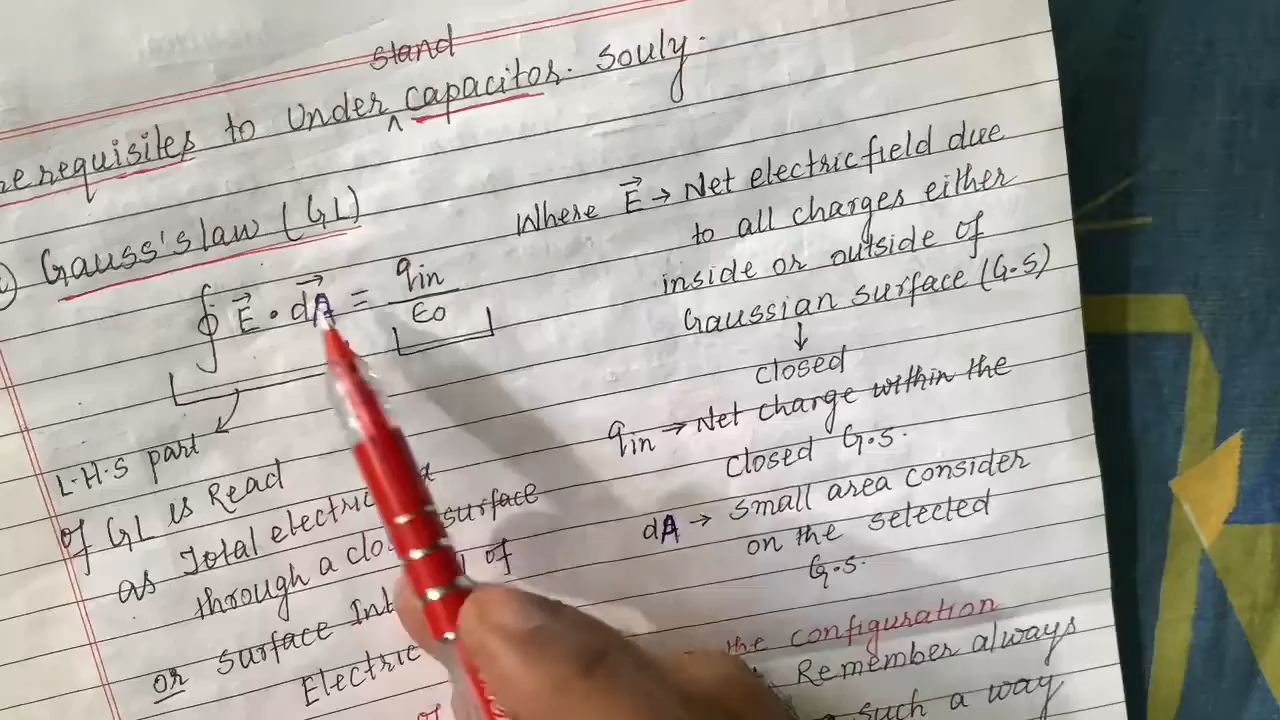 stand
rerequisites to Under ^ capacitor. Souly.
Gauss's law (GL)
∮ E⃗ • dA⃗ = qin / Eo
L.H.S part
of GL is Read
as Total electric
through a clo surface
or surface Int of
Electric
Where E⃗ → Net electric field due
to all charges either
inside or outside of
Gaussian surface (G.S)
↓
closed
qin → Net charge within the
closed G.S.
dA → Small area consider
on the selected
G.S.
the configuration
Remember always
such a way